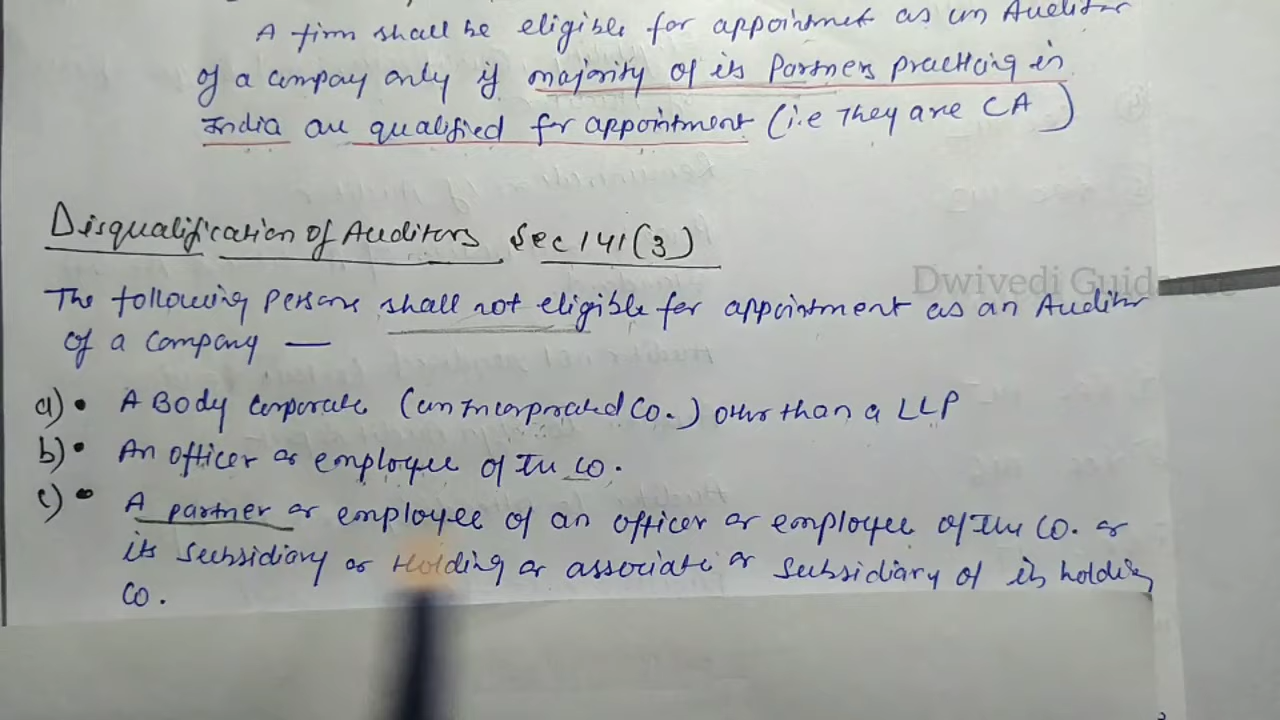 A firm shall be eligible for appointment as an Auditor
of a company only if majority of its Partners practicing in
India are qualified for appointment (i.e They are CA)
Disqualification of Auditors Sec 141(3)
Dwivedi Guidance
The following Persons shall not eligible for appointment as an Auditor
of a company —
a) • A Body Corporate (an Incorporated Co.) other than a LLP
b) • An officer or employee of The Co.
c) • A partner or employee of an officer or employee of The Co. or
its subsidiary or Holding or associate or subsidiary of its holding
Co.